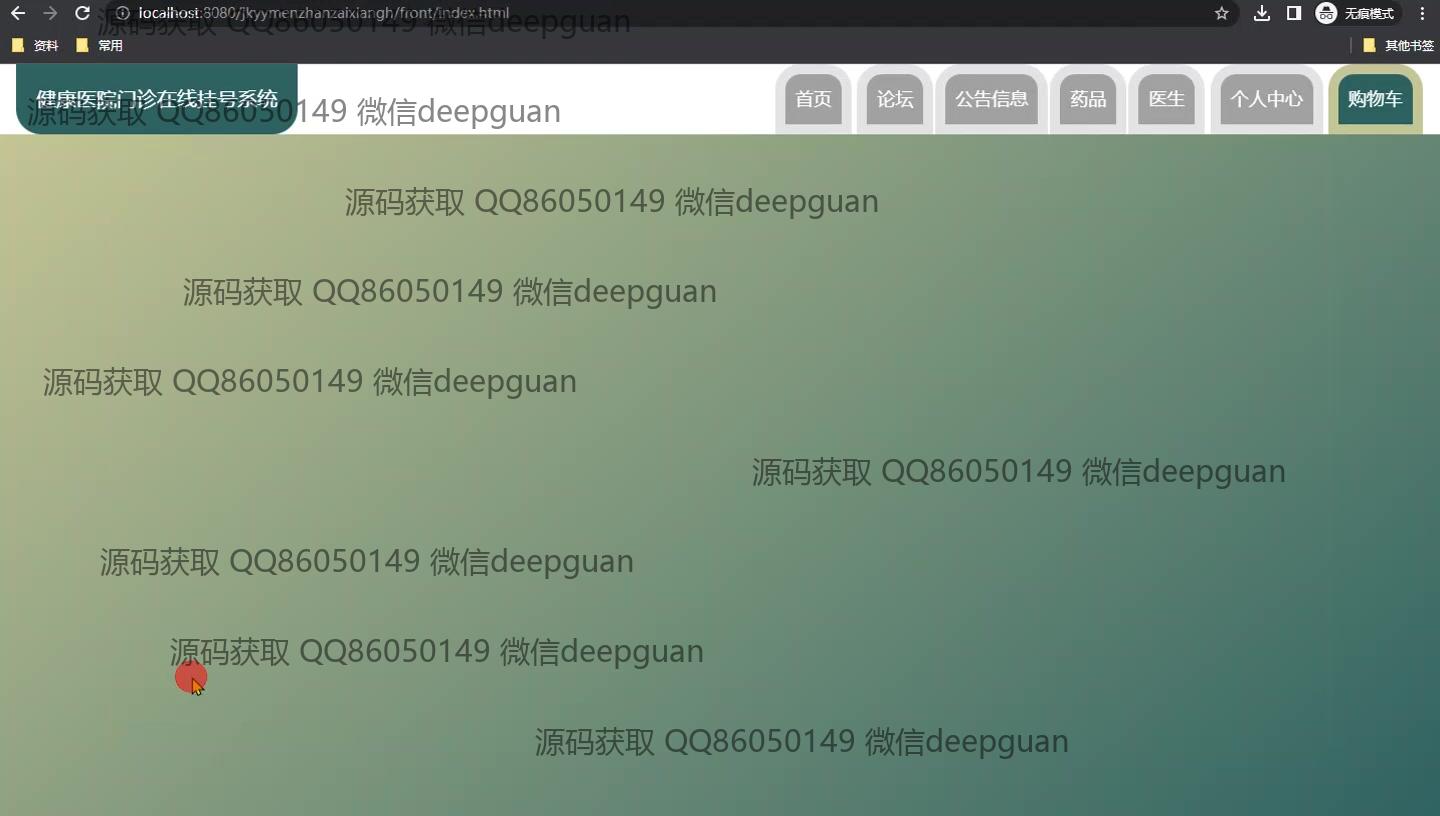 localhost:8080/jkyymenzhanzaixiangh/front/index.html
无痕模式
源码获取 QQ86050149 微信deepguan
资料
常用
其他书签
健康医院门诊在线挂号系统
首页
论坛
公告信息
药品
医生
个人中心
购物车
源码获取 QQ86050149 微信deepguan
源码获取 QQ86050149 微信deepguan
源码获取 QQ86050149 微信deepguan
源码获取 QQ86050149 微信deepguan
源码获取 QQ86050149 微信deepguan
源码获取 QQ86050149 微信deepguan
源码获取 QQ86050149 微信deepguan
源码获取 QQ86050149 微信deepguan